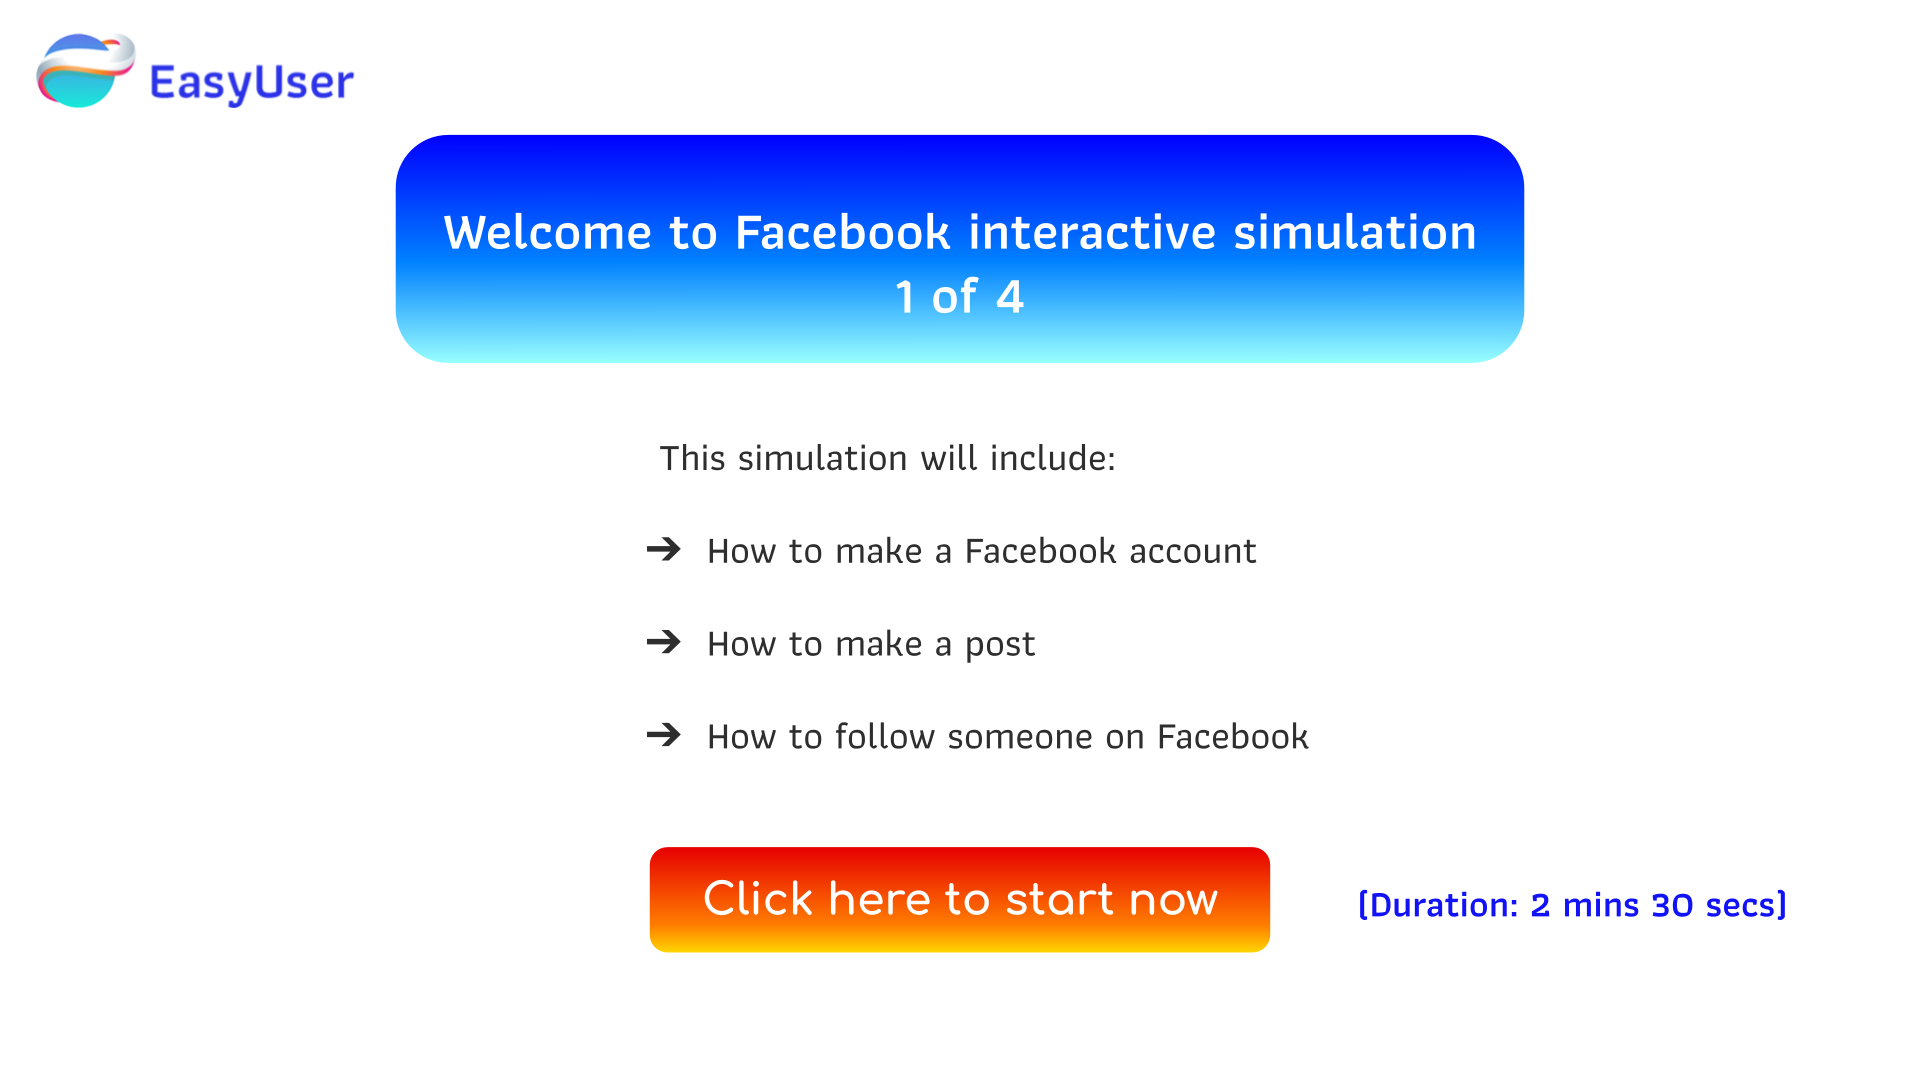 EasyUser
Welcome to Facebook interactive simulation
1 of 4
This simulation will include:
➔ How to make a Facebook account
➔ How to make a post
➔ How to follow someone on Facebook
Click here to start now
(Duration: 2 mins 30 secs)